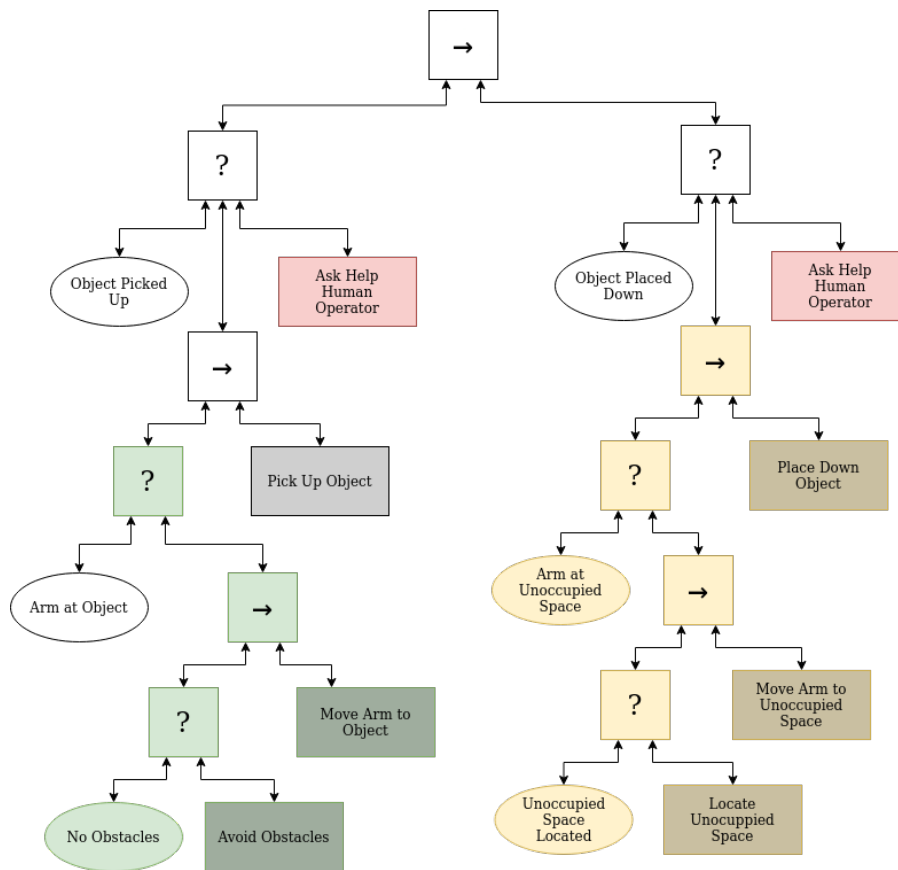 →
?
?
Object Picked
Up
Ask Help
Human
Operator
Object Placed
Down
Ask Help
Human
Operator
→
→
?
Pick Up Object
?
Place Down
Object
Arm at Object
→
Arm at
Unoccupied
Space
→
?
Move Arm to
Object
?
Move Arm to
Unoccupied
Space
No Obstacles
Avoid Obstacles
Unoccupied
Space
Located
Locate
Unocuppied
Space